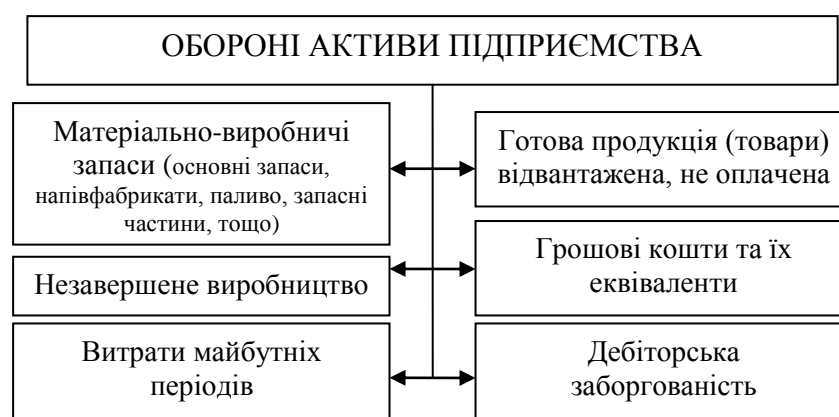 ОБОРОНІ АКТИВИ ПІДПРИЄМСТВА
Матеріально-виробничі
запаси (основні запаси,
напівфабрикати, паливо, запасні
частини, тощо)
Готова продукція (товари)
відвантажена, не оплачена
Незавершене виробництво
Грошові кошти та їх
еквіваленти
Витрати майбутніх
періодів
Дебіторська
заборгованість